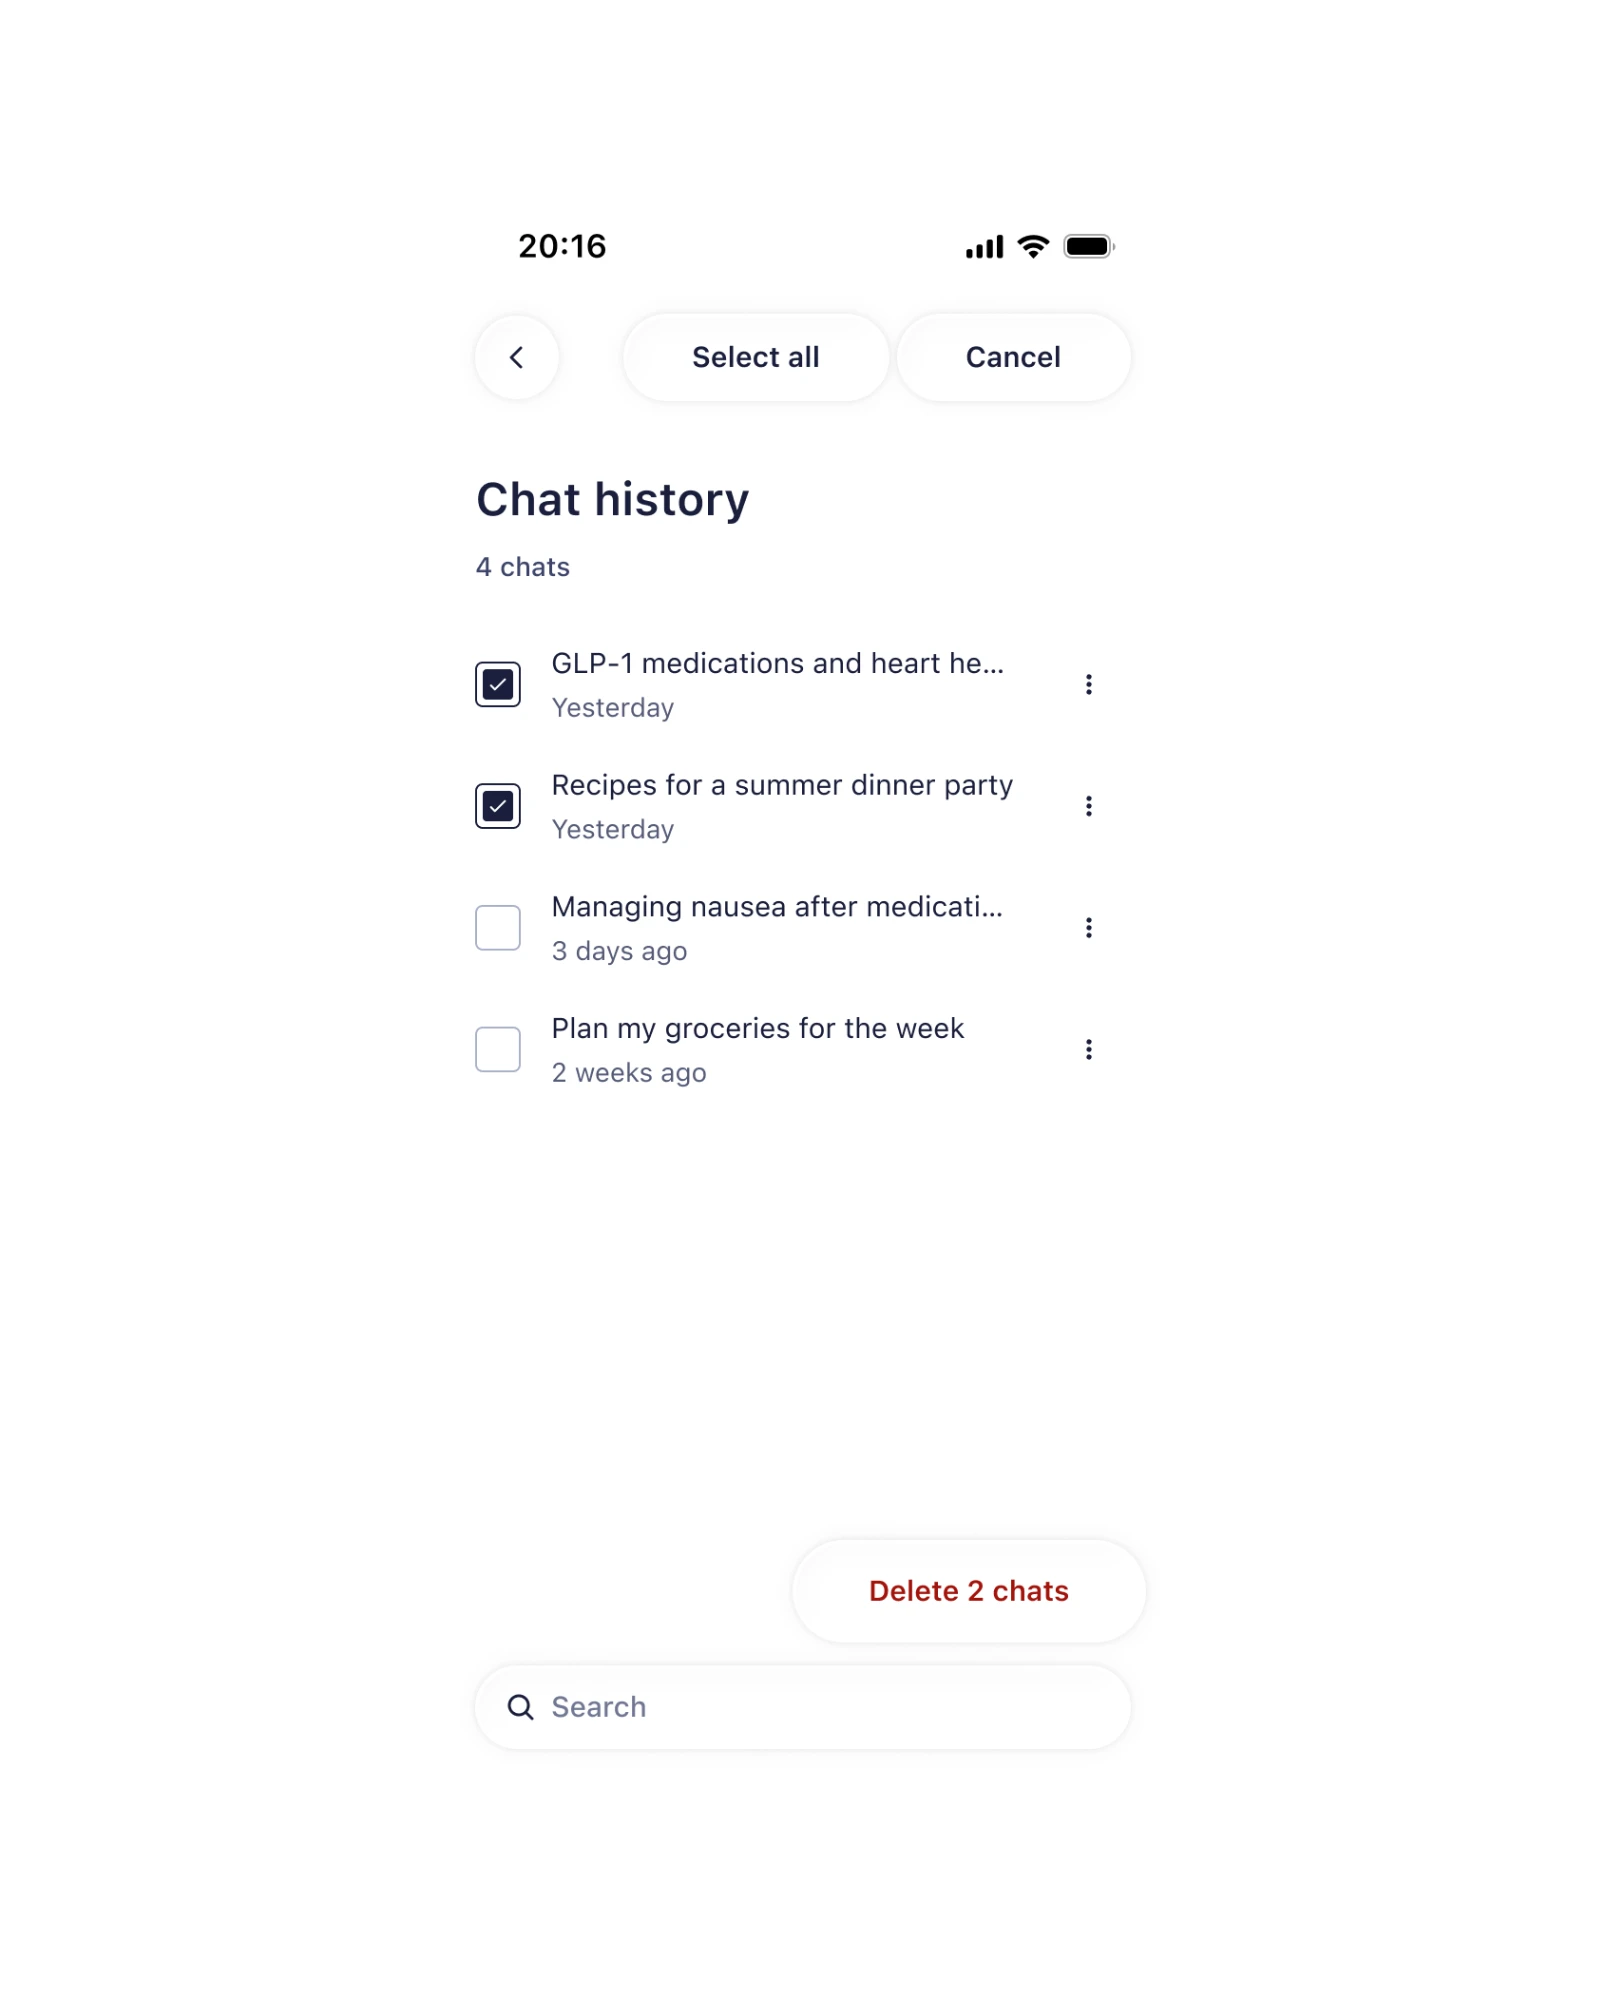 20:16
Select all
Cancel
Chat history
4 chats
GLP-1 medications and heart he...
Yesterday
Recipes for a summer dinner party
Yesterday
Managing nausea after medicati...
3 days ago
Plan my groceries for the week
2 weeks ago
Delete 2 chats
Search